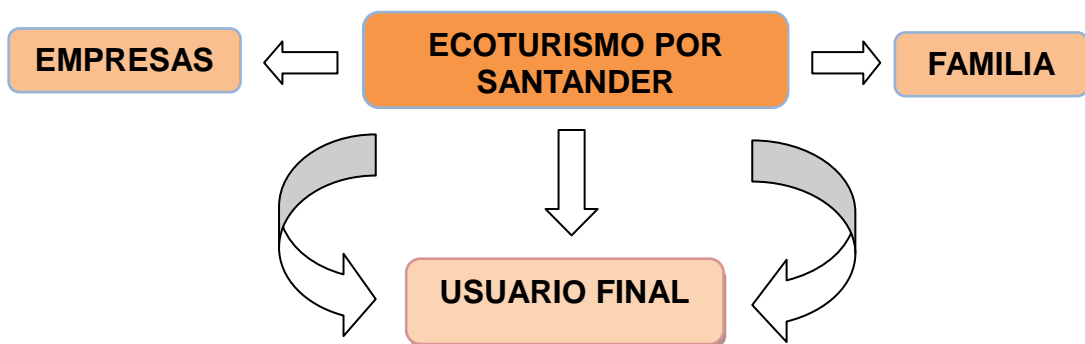 EMPRESAS
ECOTURISMO POR
SANTANDER
FAMILIA
USUARIO FINAL